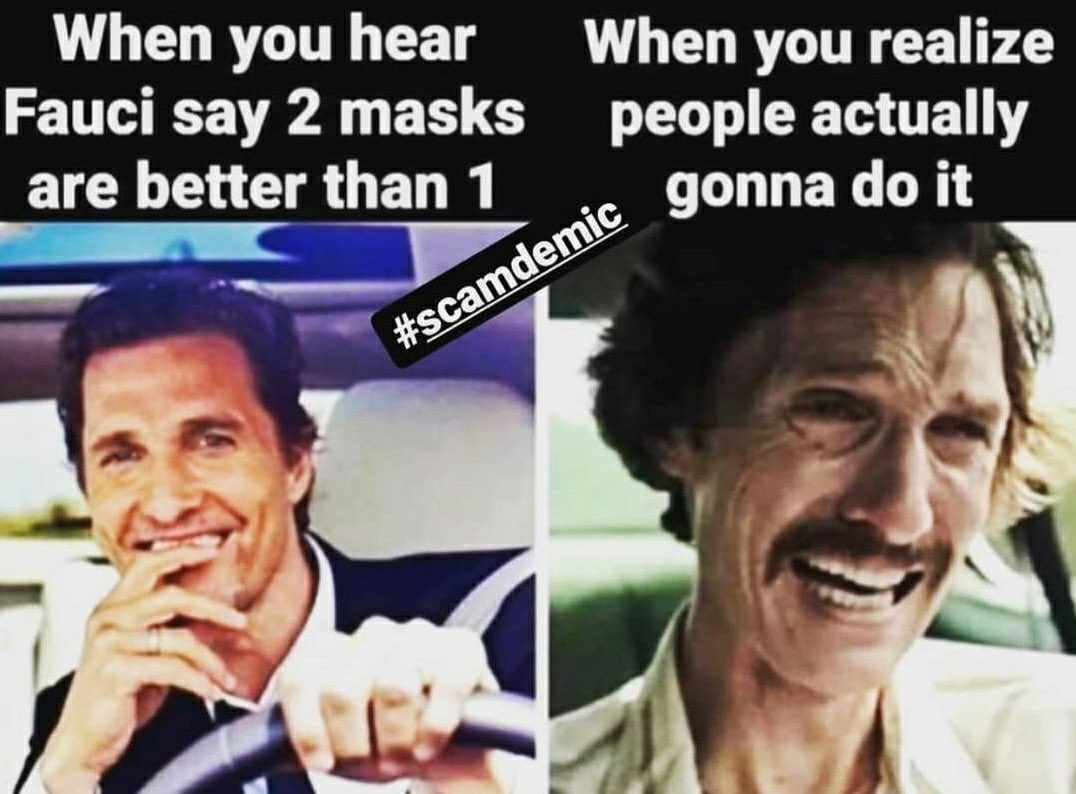 When you hear
Fauci say 2 masks
are better than 1
When you realize
people actually
gonna do it
#scamdemic